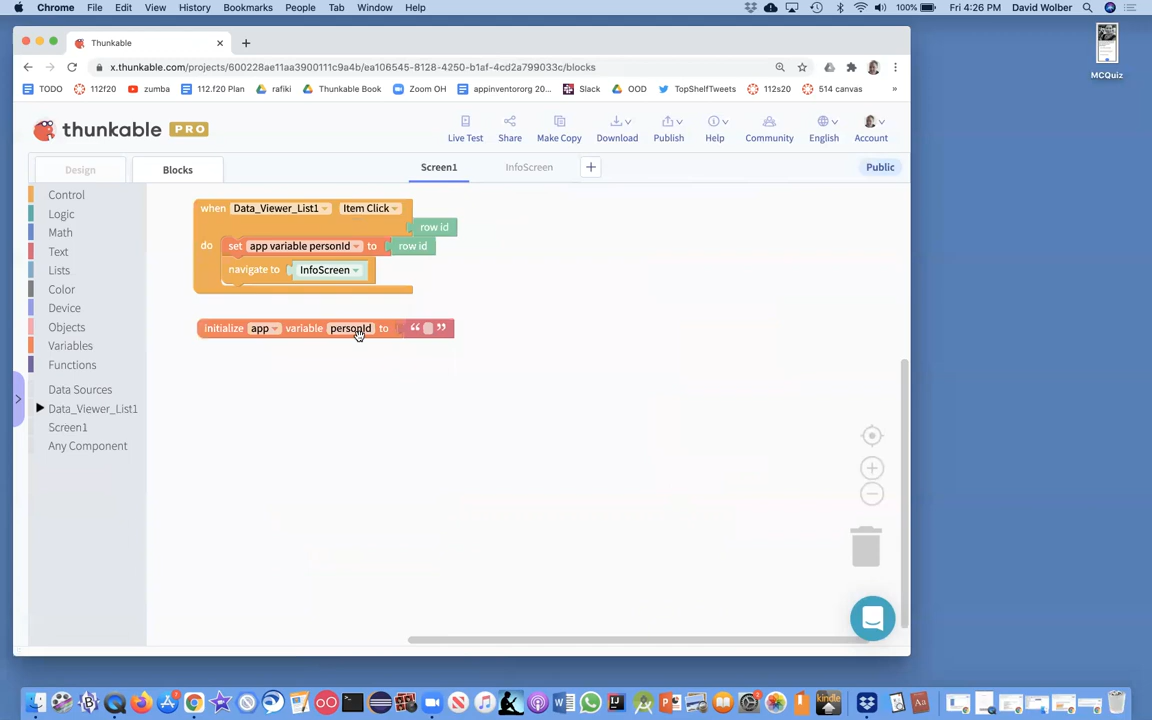 Chrome File Edit View History Bookmarks People Tab Window Help 100% Fri 4:26 PM David Wolber
Thunkable
x.thunkable.com/projects/600228ae11aa3900111c9a4b/ea106545-8128-4250-b1af-4cd2a799033c/blocks
TODO 112f20 zumba 112.f20 Plan rafiki Thunkable Book Zoom OH app inventororg 20... Slack OOD TopShelfTweets 112s20 514 canvas »
MCQuiz
thunkable PRO
Live Test Share Make Copy Download Publish Help Community English Account
Design Blocks Screen1 InfoScreen + Public
Control
Logic
Math
Text
Lists
Color
Device
Objects
Variables
Functions
Data Sources
Data_Viewer_List1
Screen1
Any Component
when Data_Viewer_List1 Item Click
row id
do set app variable personId to row id
navigate to InfoScreen
initialize app variable personId to “ ”